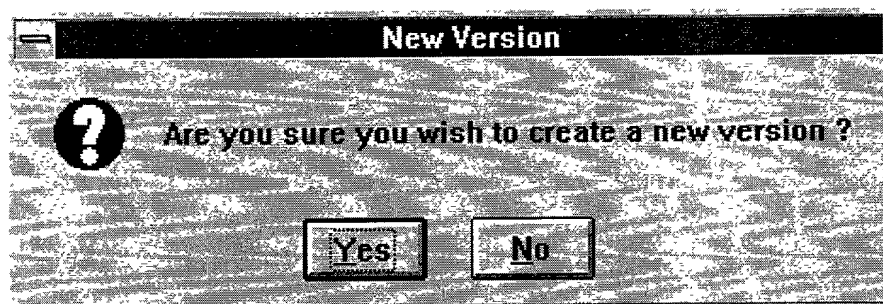 New Version
Are you sure you wish to create a new version ?
Yes
No